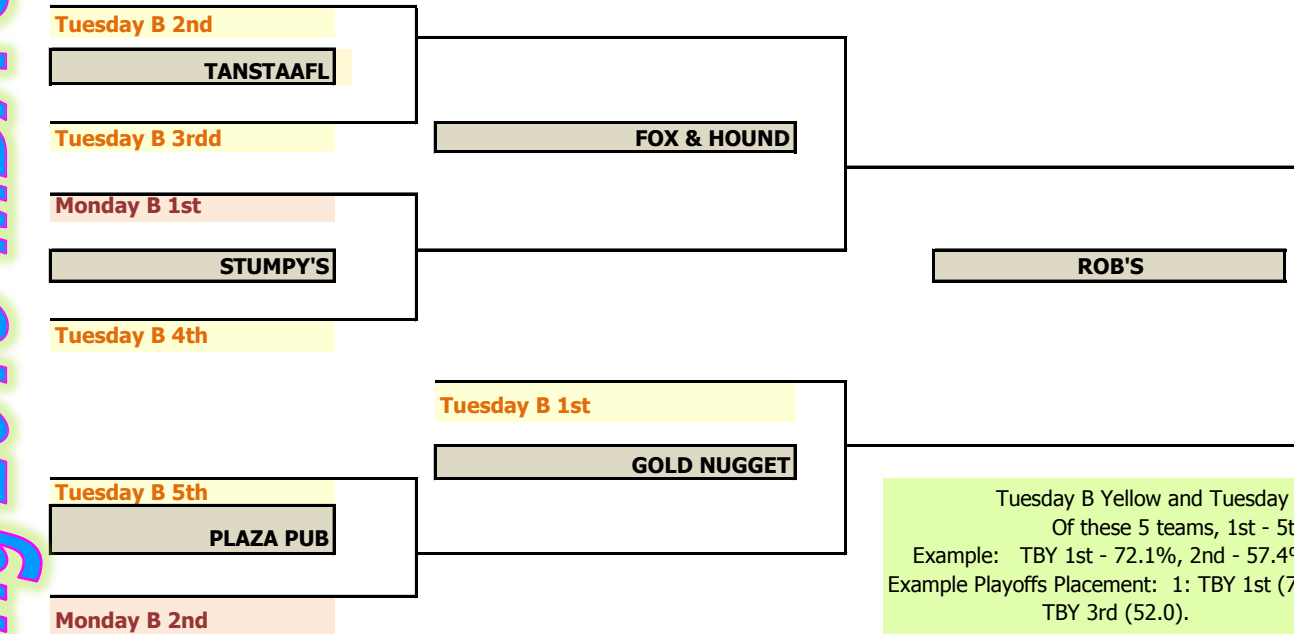 Tuesday B 2nd
TANSTAAFL
Tuesday B 3rdd
FOX & HOUND
Monday B 1st
STUMPY'S
ROB'S
Tuesday B 4th
Tuesday B 1st
GOLD NUGGET
Tuesday B 5th
PLAZA PUB
Monday B 2nd
Tuesday B Yellow and Tuesday
Of these 5 teams, 1st - 5t
Example: TBY 1st - 72.1%, 2nd - 57.4%
Example Playoffs Placement: 1: TBY 1st (7
TBY 3rd (52.0).